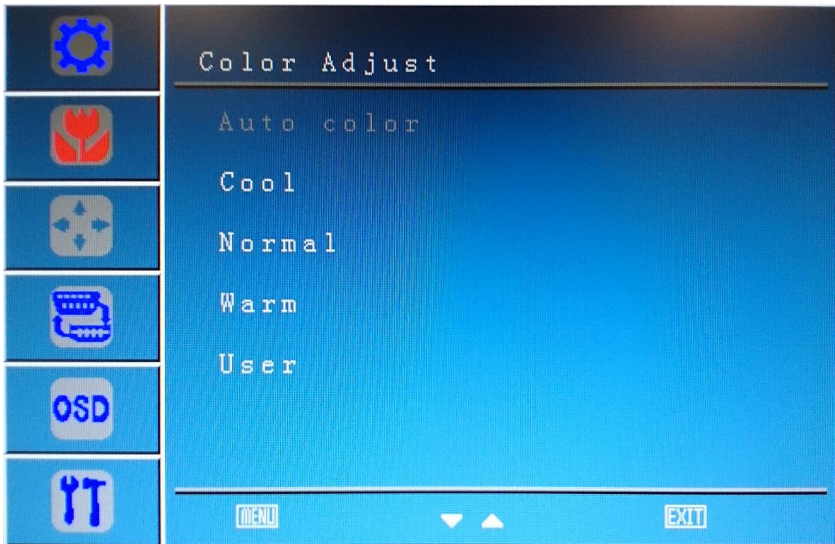 Color Adjust
Auto color
Cool
Normal
Warm
User
OSD
MENU EXIT